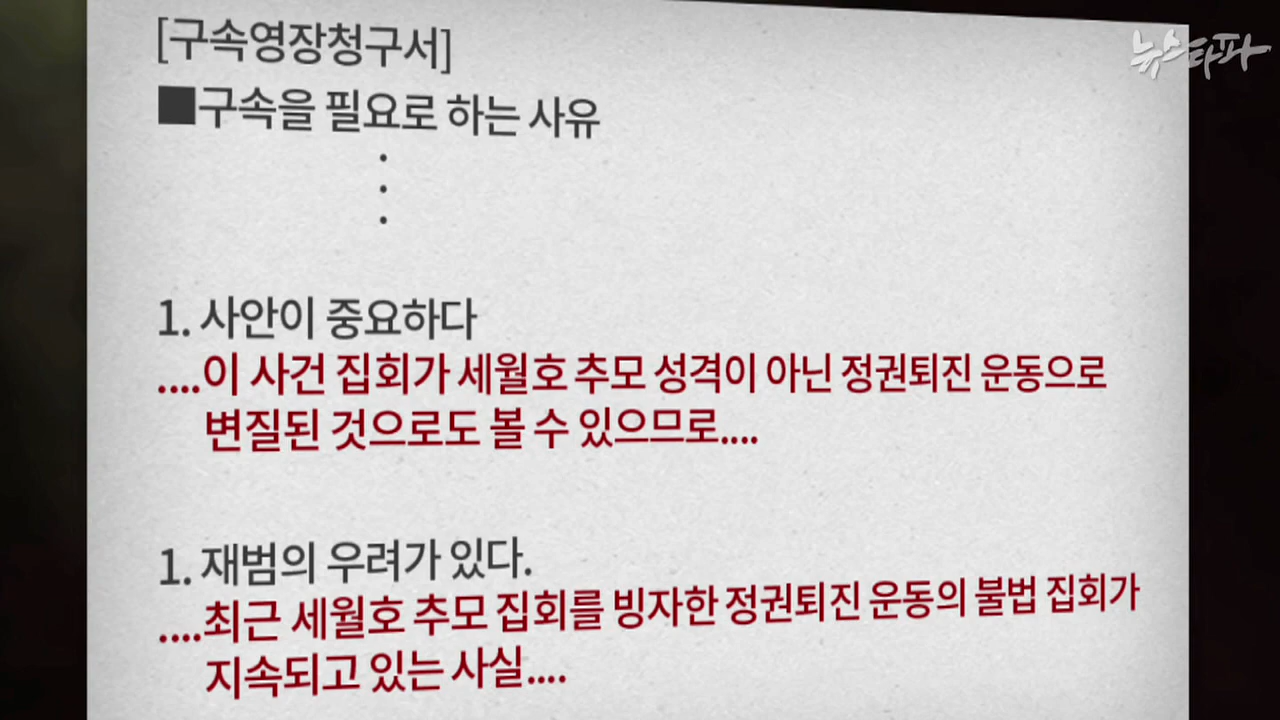 뉴스타파
[구속영장청구서]
■구속을 필요로 하는 사유
:
1. 사안이 중요하다
....이 사건 집회가 세월호 추모 성격이 아닌 정권퇴진 운동으로
변질된 것으로도 볼 수 있으므로....
1. 재범의 우려가 있다.
....최근 세월호 추모 집회를 빙자한 정권퇴진 운동의 불법 집회가
지속되고 있는 사실....